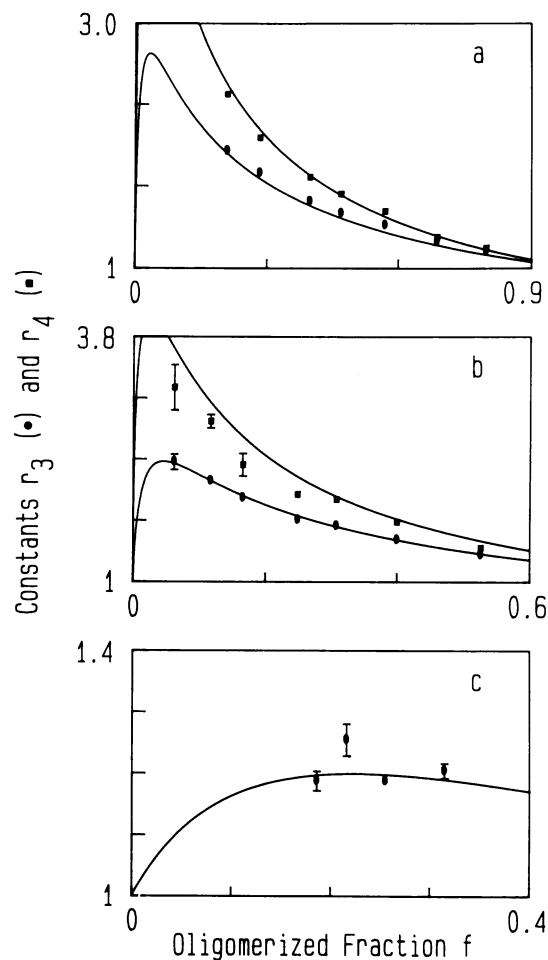 3.0
a
1
0
0.9
Constants r3 (●) and r4 (■)
3.8
b
1
0
0.6
1.4
c
1
0
0.4
Oligomerized Fraction f